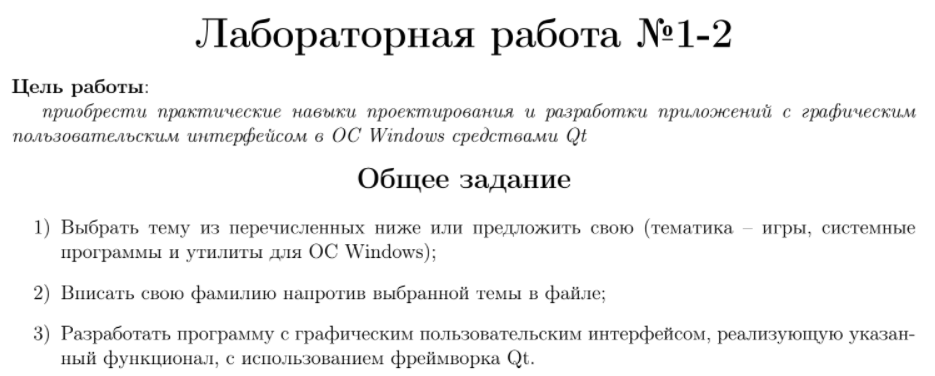 Лабораторная работа №1-2
Цель работы:
приобрести практические навыки проектирования и разработки приложений с графическим
пользовательским интерфейсом в ОС Windows средствами Qt
Общее задание
1) Выбрать тему из перечисленных ниже или предложить свою (тематика – игры, системные
программы и утилиты для ОС Windows);
2) Вписать свою фамилию напротив выбранной темы в файле;
3) Разработать программу с графическим пользовательским интерфейсом, реализующую указан-
ный функционал, с использованием фреймворка Qt.